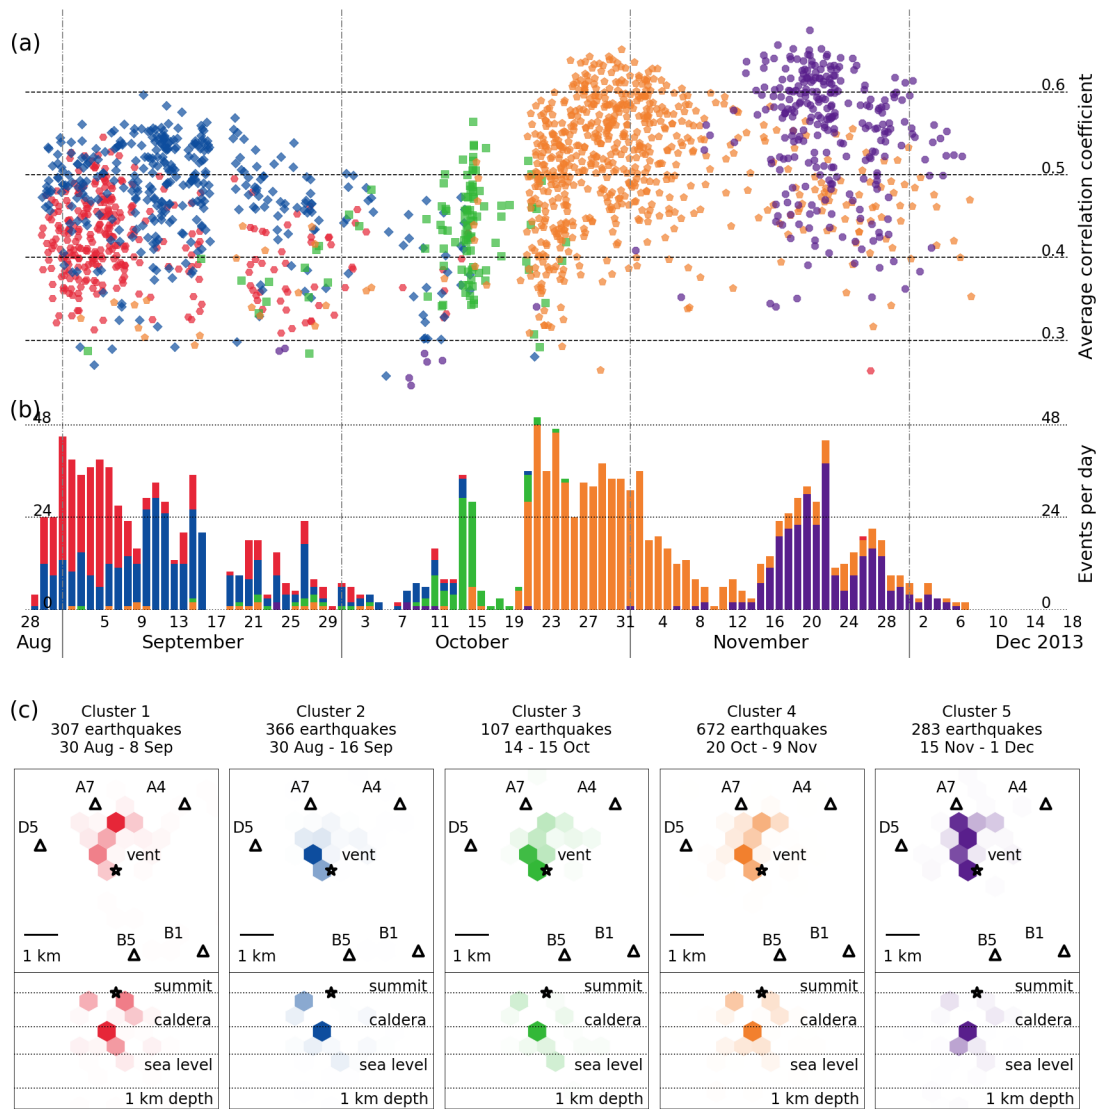 (a)
0.6
0.5
0.4
0.3
Average correlation coefficient
(b)
48
48
24
24
0
0
Events per day
28 5 9 13 17 21 25 29 3 7 11 15 19 23 27 31 4 8 12 16 20 24 28 2 6 10 14 18
Aug September October November Dec 2013
(c)
Cluster 1
307 earthquakes
30 Aug - 8 Sep
Cluster 2
366 earthquakes
30 Aug - 16 Sep
Cluster 3
107 earthquakes
14 - 15 Oct
Cluster 4
672 earthquakes
20 Oct - 9 Nov
Cluster 5
283 earthquakes
15 Nov - 1 Dec
A7 A4
D5
vent
B5 B1
1 km
summit
caldera
sea level
1 km depth
A7 A4
D5
vent
B5 B1
1 km
summit
caldera
sea level
1 km depth
A7 A4
D5
vent
B5 B1
1 km
summit
caldera
sea level
1 km depth
A7 A4
D5
vent
B5 B1
1 km
summit
caldera
sea level
1 km depth
A7 A4
D5
vent
B5 B1
1 km
summit
caldera
sea level
1 km depth